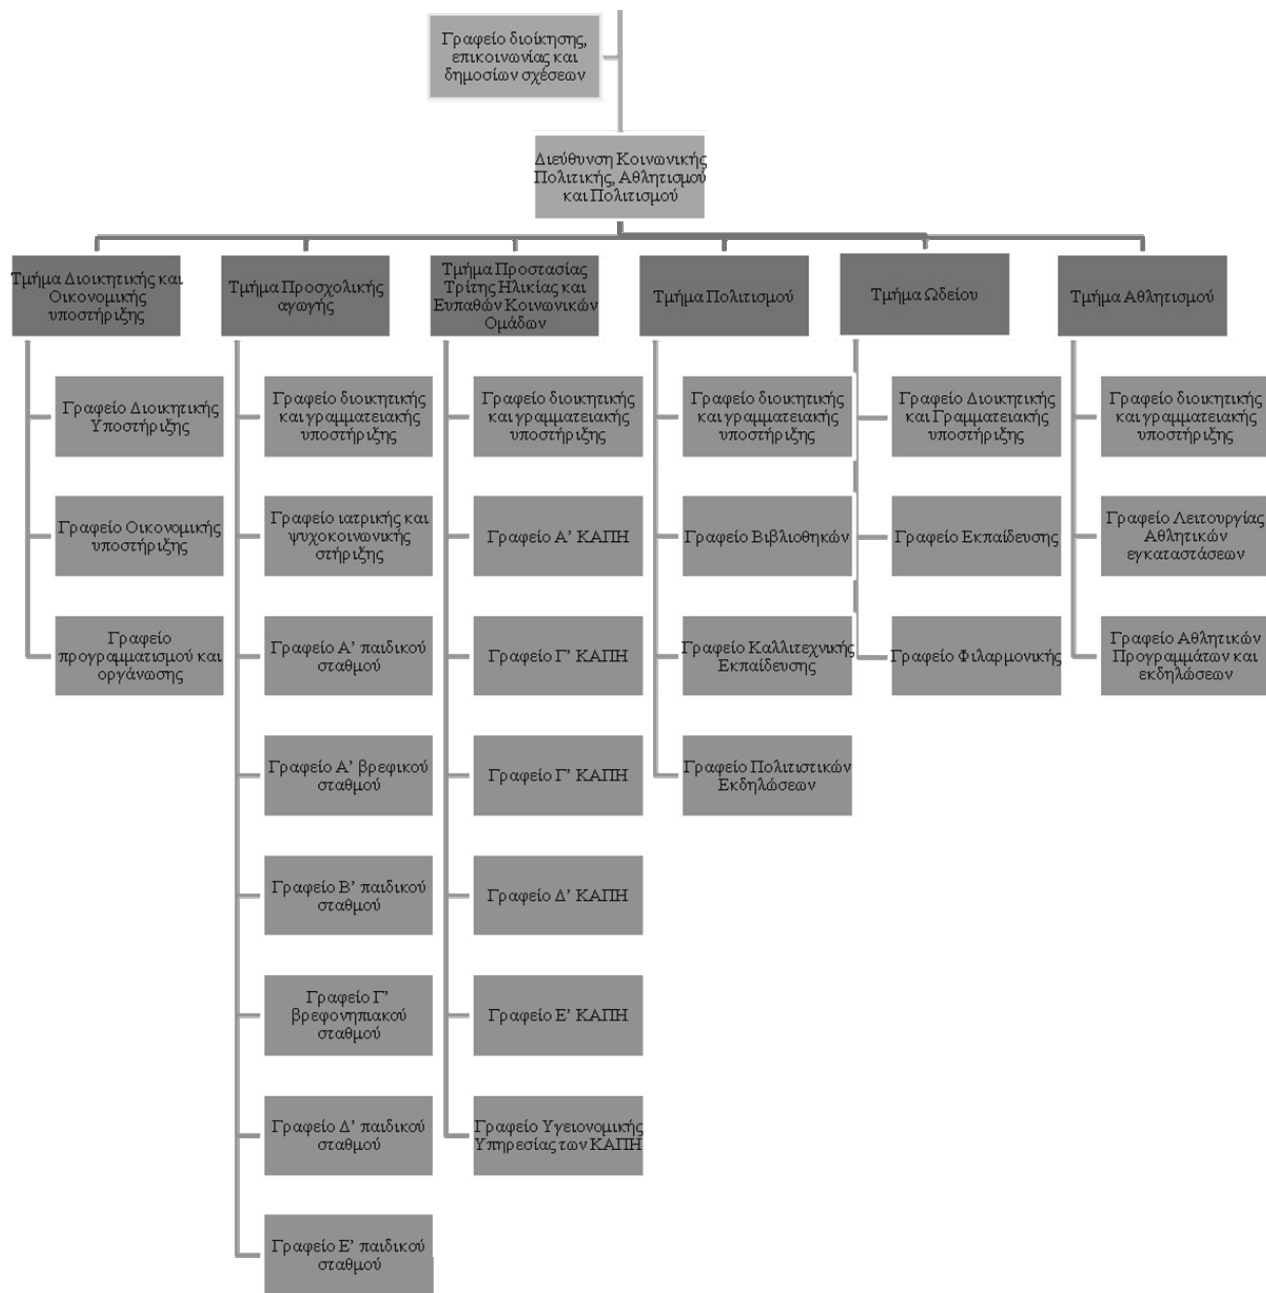 Γραφείο διοίκησης,
επικοινωνίας και
δημοσίων σχέσεων
Διεύθυνση Κοινωνικής
Πολιτικής, Αθλητισμού
και Πολιτισμού
Τμήμα Διοικητικής και
Οικονομικής
υποστήριξης
Γραφείο Διοικητικής
Υποστήριξης
Γραφείο Οικονομικής
υποστήριξης
Γραφείο
προγραμματισμού και
οργάνωσης
Τμήμα Προσχολικής
αγωγής
Γραφείο διοικητικής
και γραμματειακής
υποστήριξης
Γραφείο ιατρικής και
ψυχοκοινωνικής
στήριξης
Γραφείο Α’ παιδικού
σταθμού
Γραφείο Α’ βρεφικού
σταθμού
Γραφείο Β’ παιδικού
σταθμού
Γραφείο Γ’
βρεφονηπιακού
σταθμού
Γραφείο Δ’ παιδικού
σταθμού
Γραφείο Ε’ παιδικού
σταθμού
Τμήμα Προστασίας
Τρίτης Ηλικίας και
Ευπαθών Κοινωνικών
Ομάδων
Γραφείο διοικητικής
και γραμματειακής
υποστήριξης
Γραφείο Α’ ΚΑΠΗ
Γραφείο Γ’ ΚΑΠΗ
Γραφείο Γ’ ΚΑΠΗ
Γραφείο Δ’ ΚΑΠΗ
Γραφείο Ε’ ΚΑΠΗ
Γραφείο Υγειονομικής
Υπηρεσίας των ΚΑΠΗ
Τμήμα Πολιτισμού
Γραφείο διοικητικής
και γραμματειακής
υποστήριξης
Γραφείο Βιβλιοθηκών
Γραφείο Καλλιτεχνικής
Εκπαίδευσης
Γραφείο Πολιτιστικών
Εκδηλώσεων
Τμήμα Ωδείου
Γραφείο Διοικητικής
και Γραμματειακής
υποστήριξης
Γραφείο Εκπαίδευσης
Γραφείο Φιλαρμονικής
Τμήμα Αθλητισμού
Γραφείο διοικητικής
και γραμματειακής
υποστήριξης
Γραφείο Λειτουργίας
Αθλητικών
εγκαταστάσεων
Γραφείο Αθλητικών
Προγραμμάτων και
εκδηλώσεων